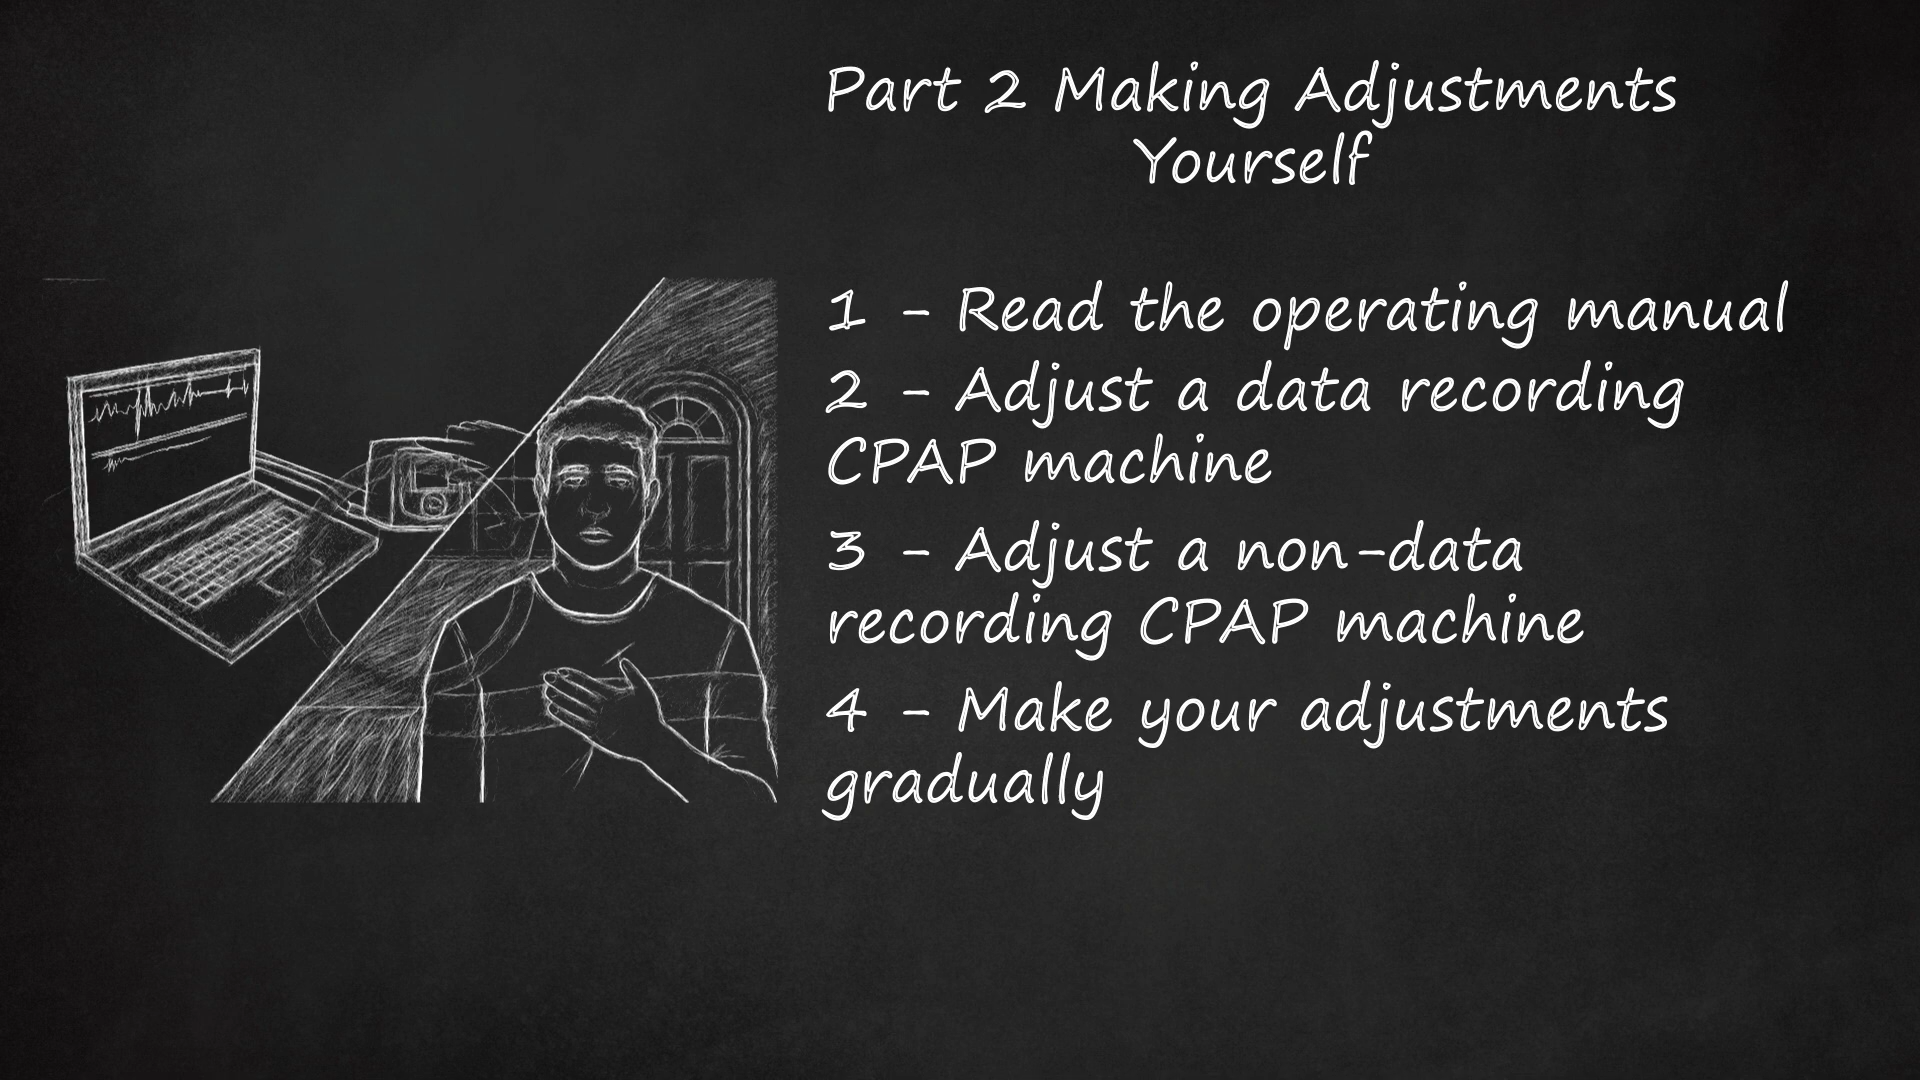 Part 2 Making Adjustments
Yourself
1 - Read the operating manual
2 - Adjust a data recording
CPAP machine
3 - Adjust a non-data
recording CPAP machine
4 - Make your adjustments
gradually